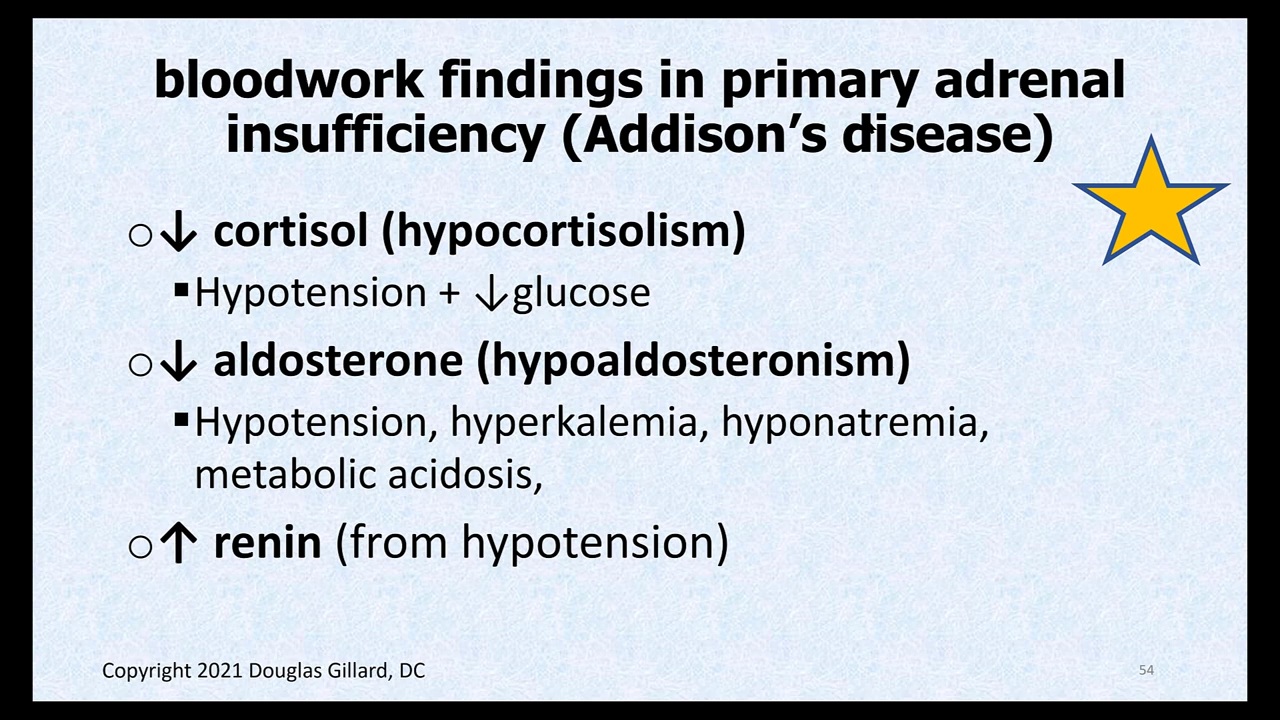 bloodwork findings in primary adrenal
insufficiency (Addison’s disease)
o↓ cortisol (hypocortisolism)
▪Hypotension + ↓glucose
o↓ aldosterone (hypoaldosteronism)
▪Hypotension, hyperkalemia, hyponatremia,
metabolic acidosis,
o↑ renin (from hypotension)
Copyright 2021 Douglas Gillard, DC
54